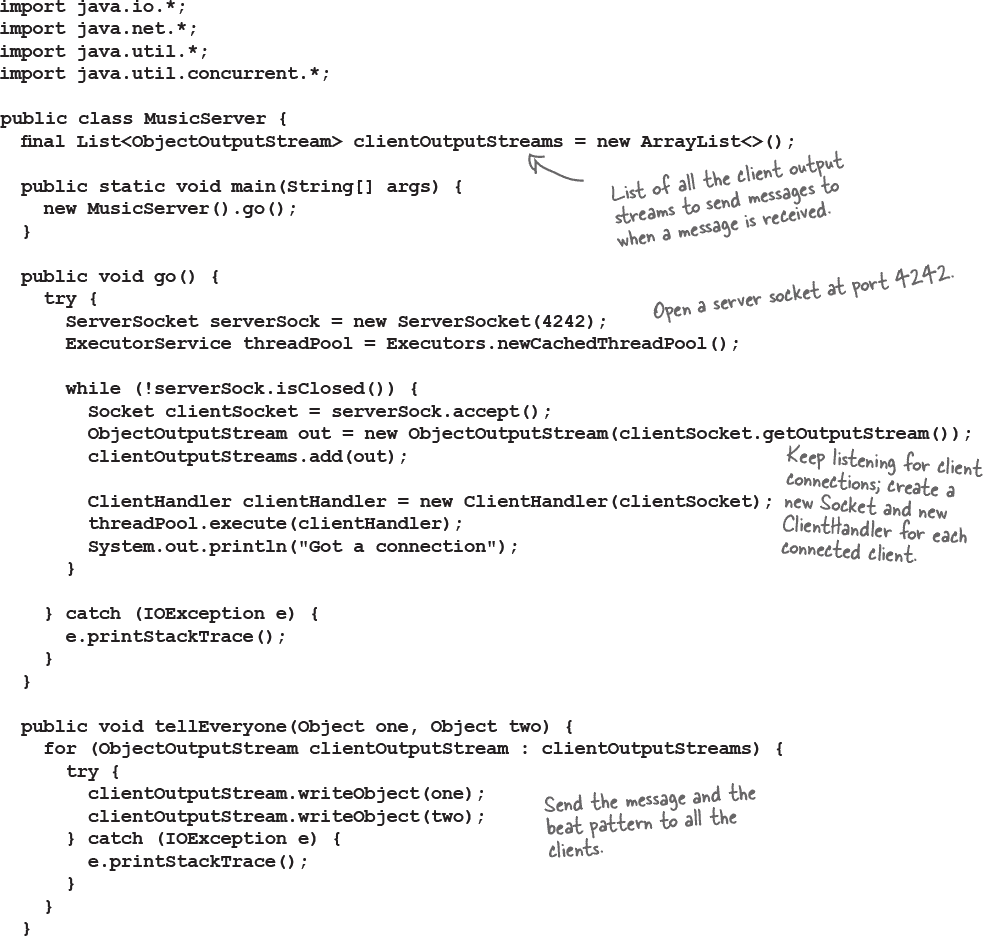 import java.io.*;
import java.net.*;
import java.util.*;
import java.util.concurrent.*;
public class MusicServer {
final List<ObjectOutputStream> clientOutputStreams = new ArrayList<>();
List of all the client output
streams to send messages to
when a message is received.
public static void main(String[] args) {
new MusicServer().go();
}
public void go() {
try {
Open a server socket at port 4242.
ServerSocket serverSock = new ServerSocket(4242);
ExecutorService threadPool = Executors.newCachedThreadPool();
while (!serverSock.isClosed()) {
Socket clientSocket = serverSock.accept();
ObjectOutputStream out = new ObjectOutputStream(clientSocket.getOutputStream());
clientOutputStreams.add(out);
Keep listening for client
connections; create a
new Socket and new
ClientHandler for each
connected client.
ClientHandler clientHandler = new ClientHandler(clientSocket);
threadPool.execute(clientHandler);
System.out.println("Got a connection");
}
} catch (IOException e) {
e.printStackTrace();
}
}
public void tellEveryone(Object one, Object two) {
for (ObjectOutputStream clientOutputStream : clientOutputStreams) {
try {
clientOutputStream.writeObject(one);
clientOutputStream.writeObject(two);
Send the message and the
beat pattern to all the
clients.
} catch (IOException e) {
e.printStackTrace();
}
}
}